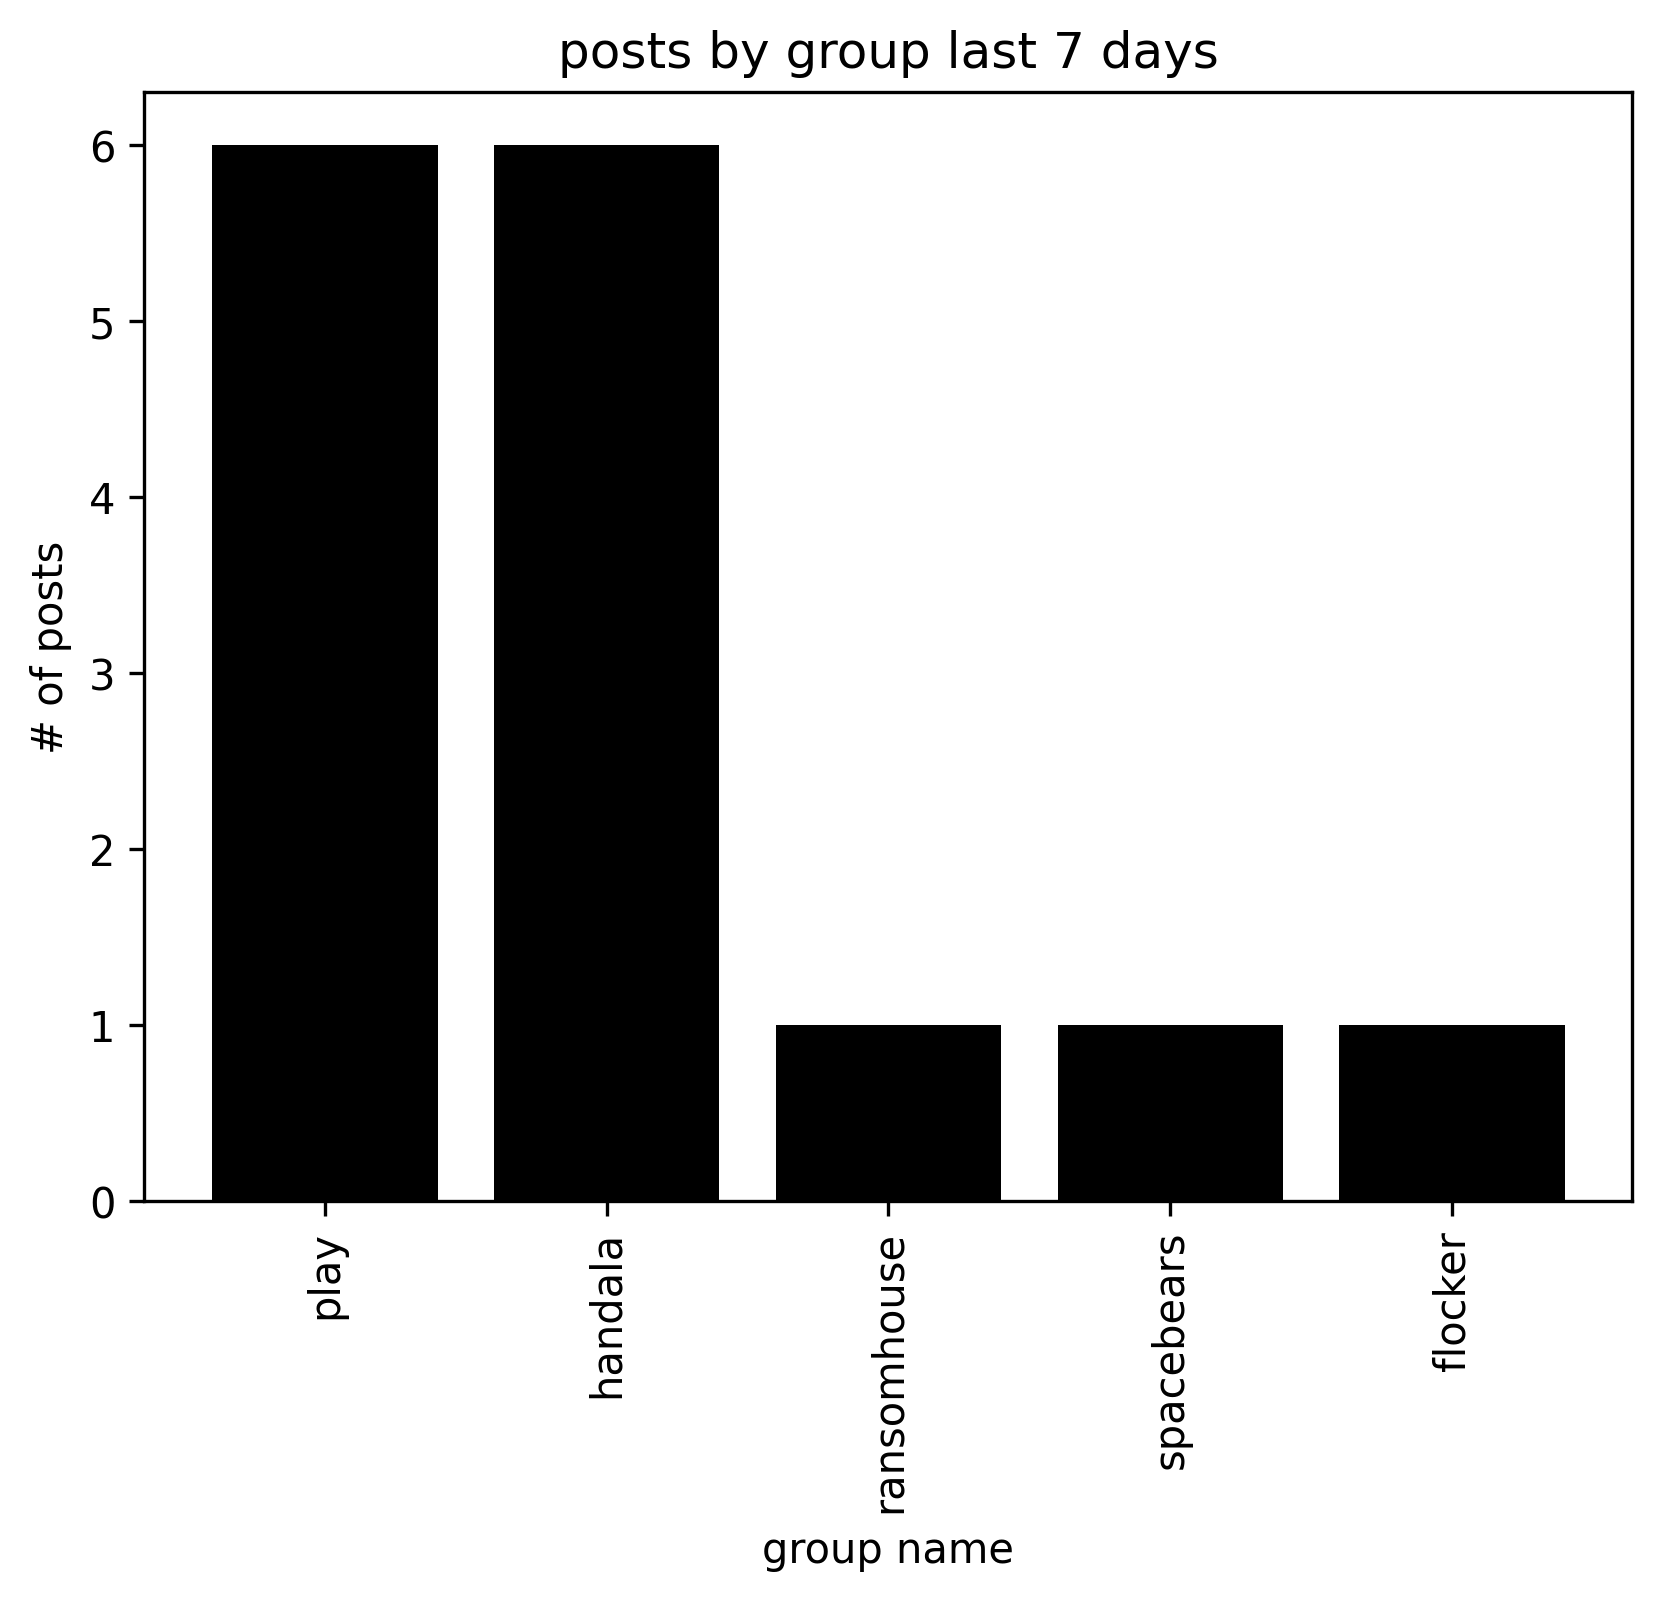 posts by group last 7 days
# of posts
6
5
4
3
2
1
0
play
handala
ransomhouse
spacebears
flocker
group name